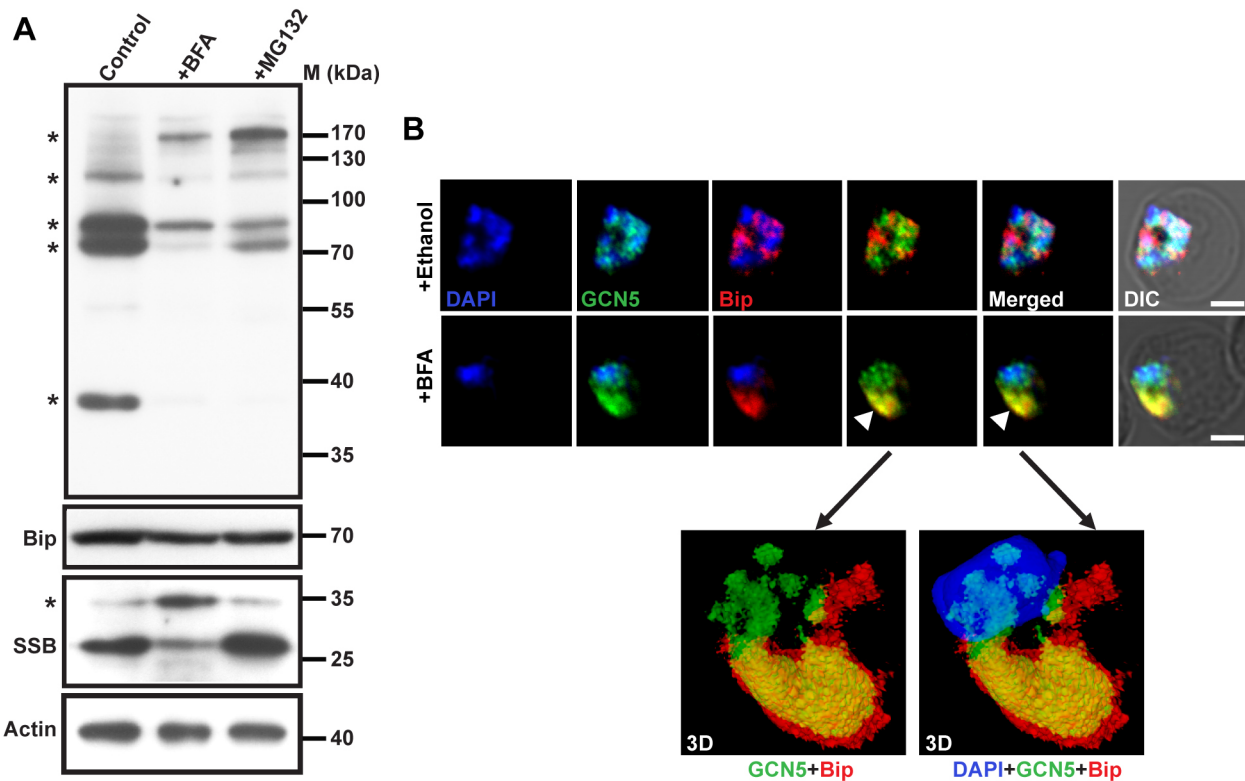 A
Control
+BFA
+MG132
M (kDa)
*
170
130
*
100
*
*
70
55
40
*
35
Bip
70
*
35
SSB
25
Actin
40
B
+Ethanol
DAPI
GCN5
Bip
Merged
DIC
+BFA
3D
3D
GCN5+Bip
DAPI+GCN5+Bip